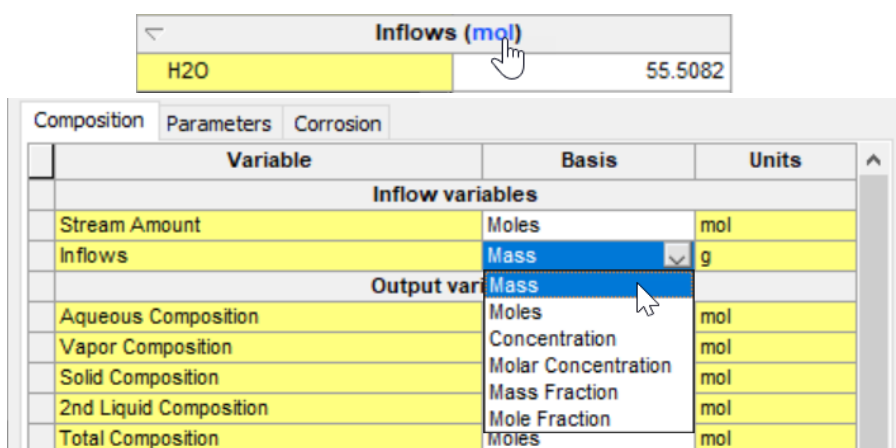 Inflows (mol)
H2O 55.5082
Composition Parameters Corrosion
Variable Basis Units
Inflow variables
Stream Amount Moles mol
Inflows Mass g
Output vari
Mass
Moles
Concentration
Molar Concentration
Mass Fraction
Mole Fraction
Aqueous Composition mol
Vapor Composition mol
Solid Composition mol
2nd Liquid Composition mol
Total Composition Moles mol